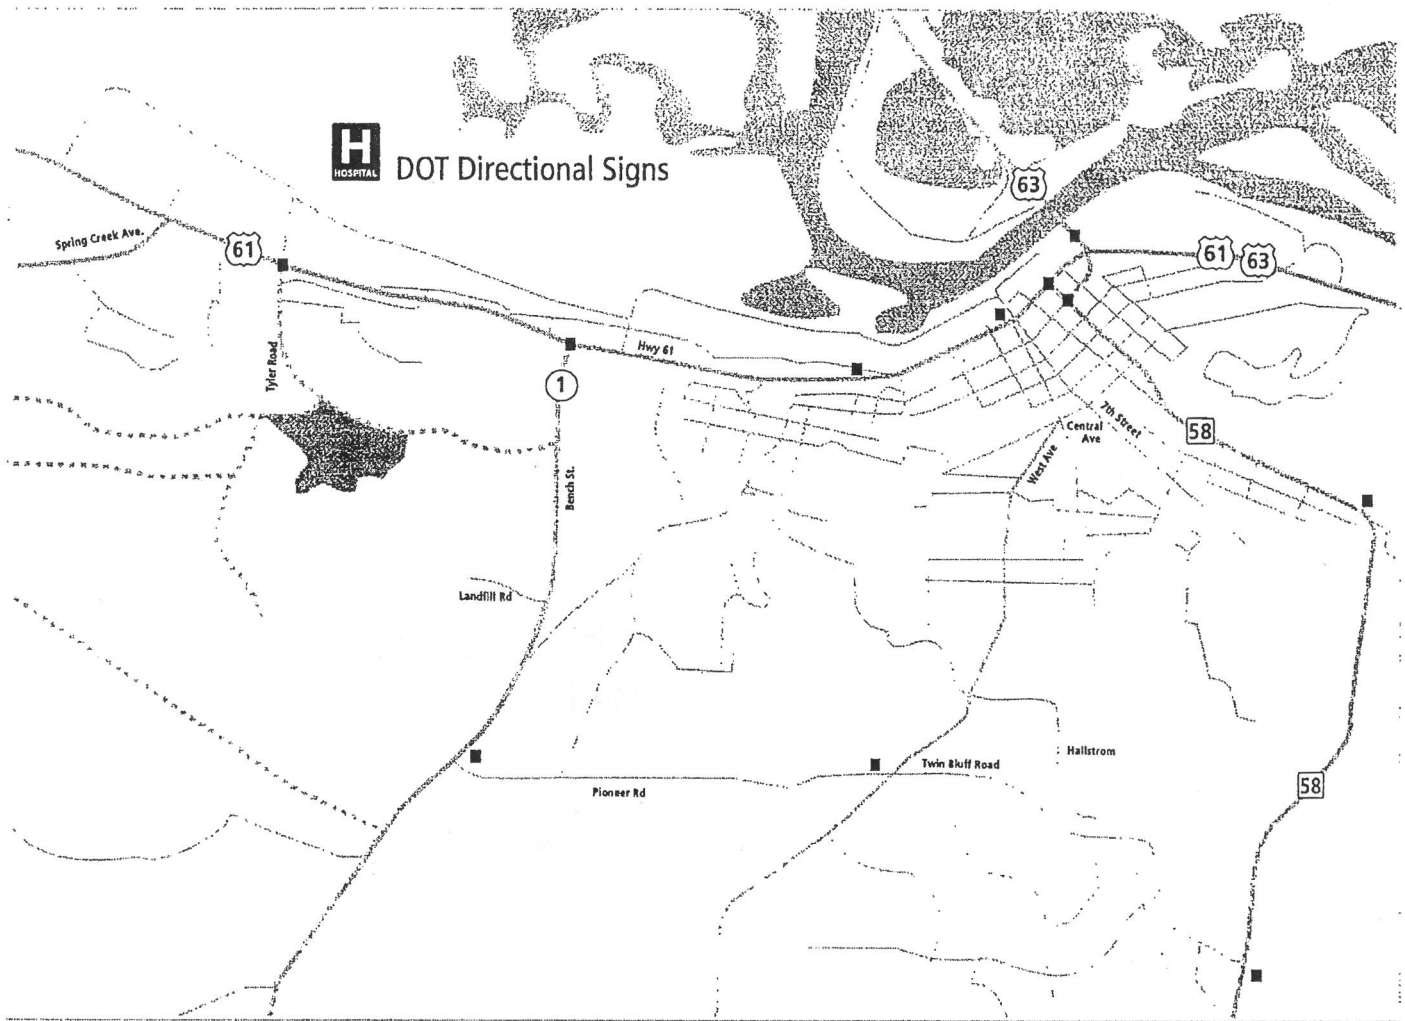 H
HOSPITAL
DOT Directional Signs
63
Spring Creek Ave.
61
61
63
Tyler Road
Hwy 61
1
7th Street
Central
Ave
58
West Ave
Bench St.
Landfill Rd
Hallstrom
Twin Bluff Road
Pioneer Rd
58